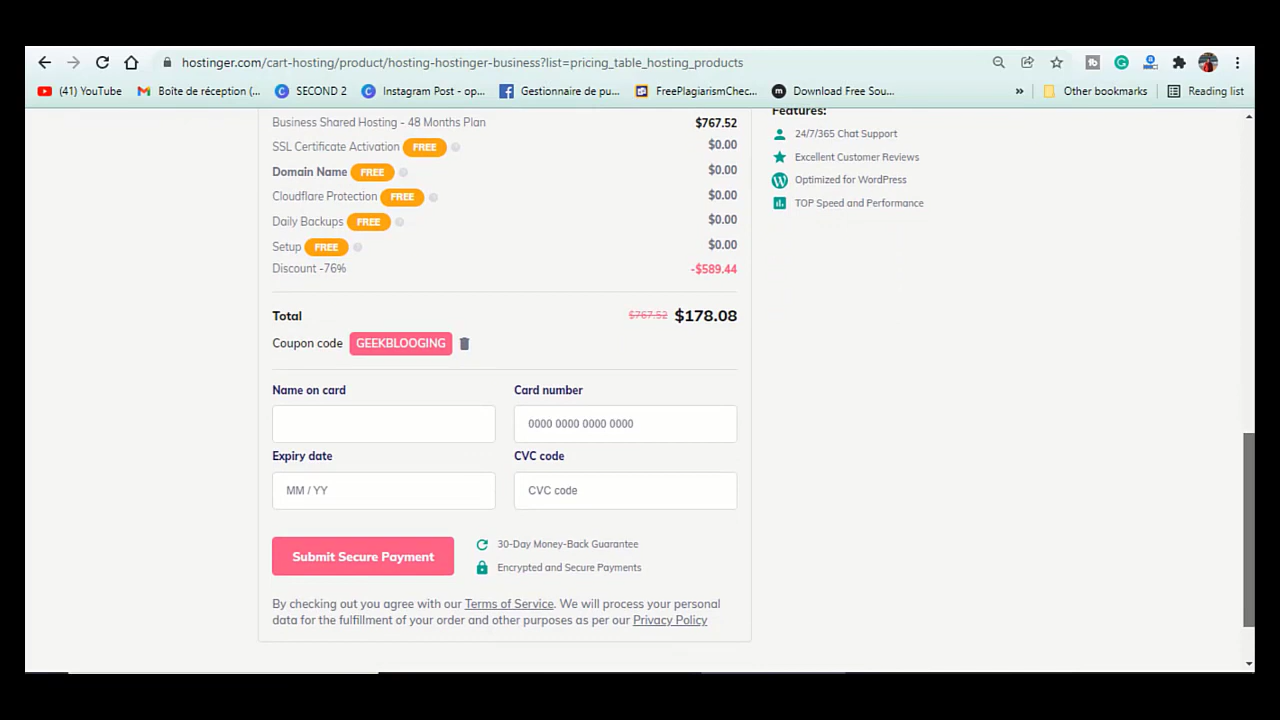 hostinger.com/cart-hosting/product/hosting-hostinger-business?list=pricing_table_hosting_products
(41) YouTube
Boîte de réception (...
SECOND 2
Instagram Post - op...
Gestionnaire de pu...
FreePlagiarismChec...
Download Free Sou...
»
Other bookmarks
Reading list
Features:
Business Shared Hosting - 48 Months Plan $767.52
24/7/365 Chat Support
SSL Certificate Activation FREE $0.00
Excellent Customer Reviews
Domain Name FREE $0.00
Optimized for WordPress
Cloudflare Protection FREE $0.00
TOP Speed and Performance
Daily Backups FREE $0.00
Setup FREE $0.00
Discount -76% -$589.44
Total $767.52 $178.08
Coupon code GEEKBLOOGING
Name on card Card number
0000 0000 0000 0000
Expiry date CVC code
MM / YY CVC code
Submit Secure Payment
30-Day Money-Back Guarantee
Encrypted and Secure Payments
By checking out you agree with our Terms of Service. We will process your personal
data for the fulfillment of your order and other purposes as per our Privacy Policy